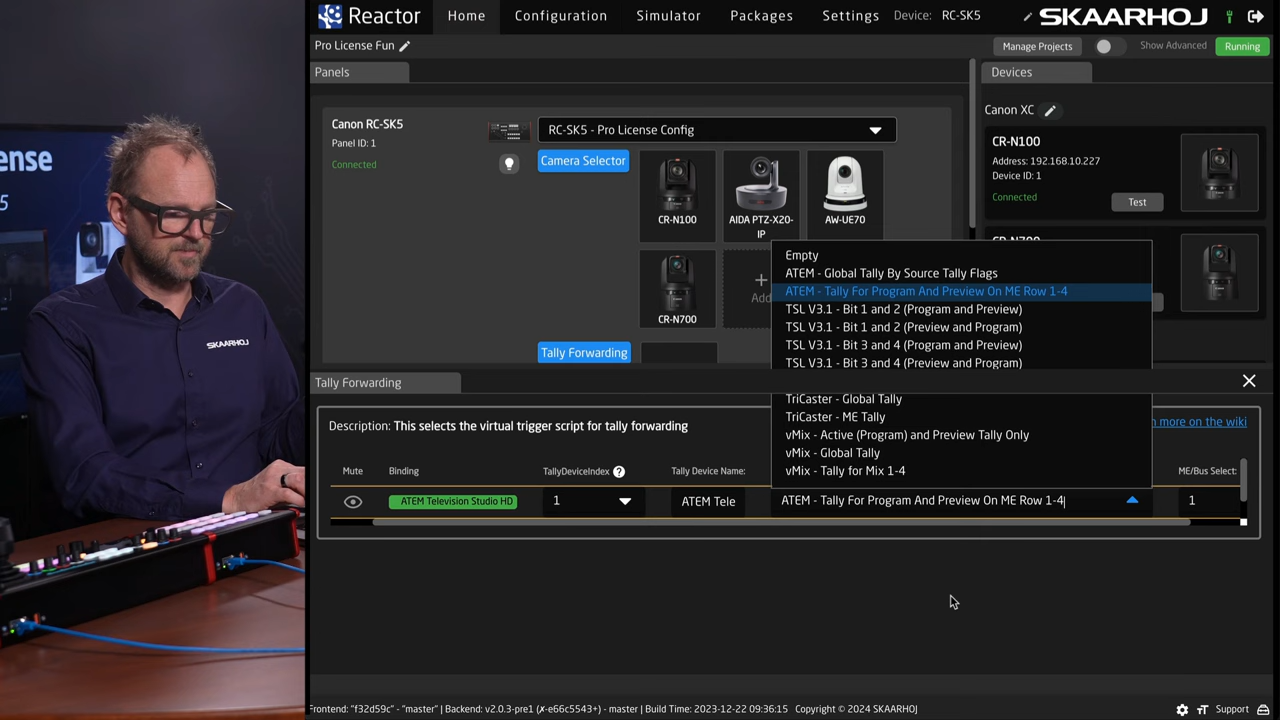 Reactor
Home
Configuration
Simulator
Packages
Settings
Device:
RC-SK5
SKAARHOJ
Pro License Fun
Manage Projects
Show Advanced
Running
Panels
Devices
Canon RC-SK5
Panel ID: 1
Connected
RC-SK5 - Pro License Config
Camera Selector
CR-N100
AIDA PTZ-X20-
IP
AW-UE70
CR-N700
Add
Tally Forwarding
Canon XC
CR-N100
Address: 192.168.10.227
Device ID: 1
Connected
Test
CR-N700
Empty
ATEM - Global Tally By Source Tally Flags
ATEM - Tally For Program And Preview On ME Row 1-4
TSL V3.1 - Bit 1 and 2 (Program and Preview)
TSL V3.1 - Bit 1 and 2 (Preview and Program)
TSL V3.1 - Bit 3 and 4 (Program and Preview)
TSL V3.1 - Bit 3 and 4 (Preview and Program)
TriCaster - Global Tally
TriCaster - ME Tally
vMix - Active (Program) and Preview Tally Only
vMix - Global Tally
vMix - Tally for Mix 1-4
Tally Forwarding
Description: This selects the virtual trigger script for tally forwarding
more on the wiki
Mute
Binding
TallyDeviceIndex
Tally Device Name:
ME/Bus Select:
ATEM Television Studio HD
1
ATEM Tele
ATEM - Tally For Program And Preview On ME Row 1-4
1
Frontend: "f32d59c" - "master" | Backend: v2.0.3-pre1 (✗-e66c5543+) - master | Build Time: 2023-12-22 09:36:15 Copyright © 2024 SKAARHOJ
Support
ense
5
SKAARHOJ